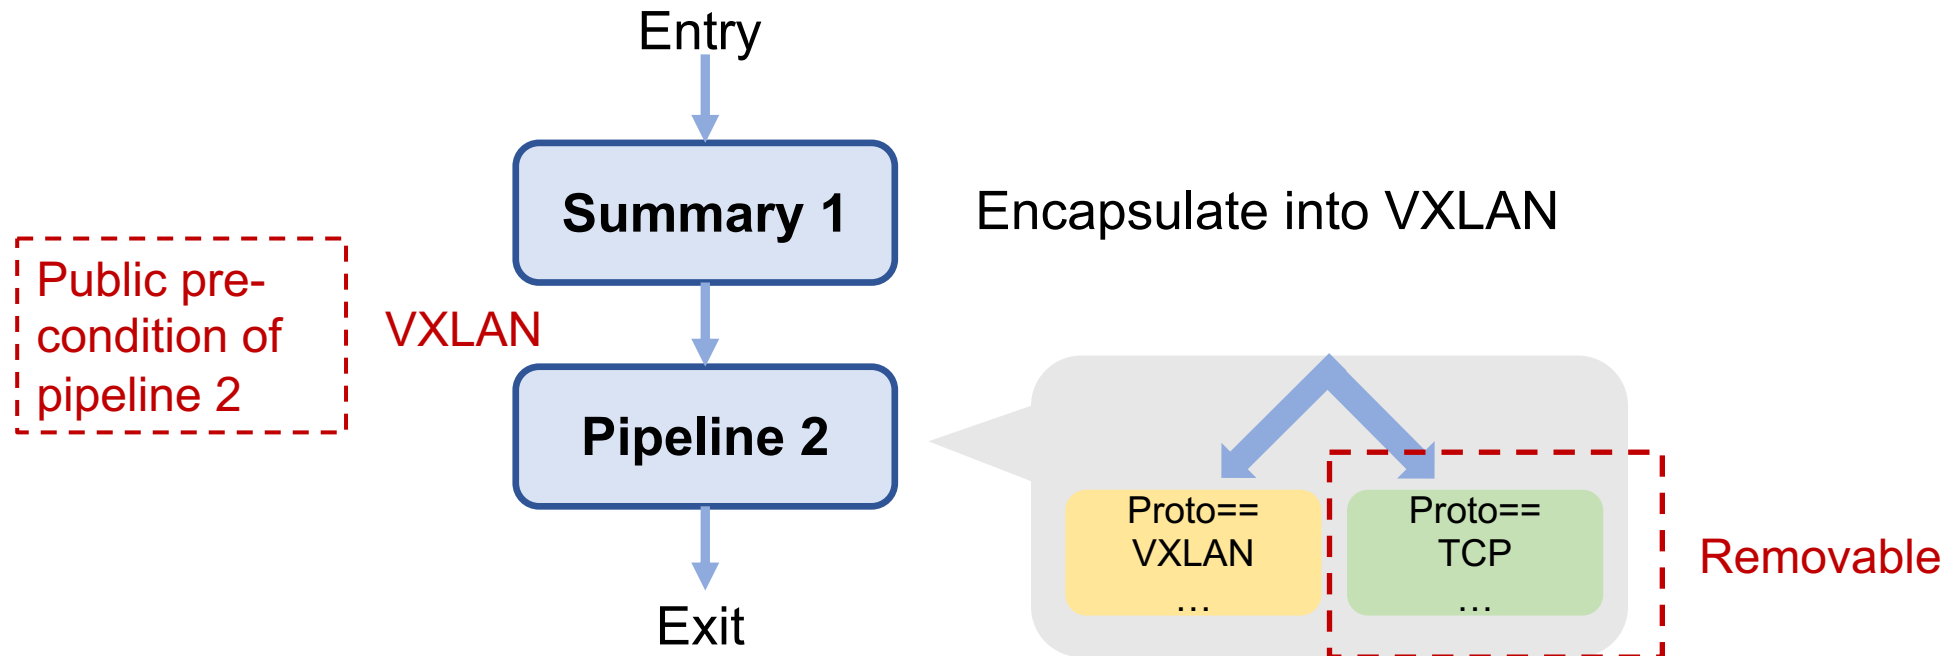 Entry
Summary 1
Encapsulate into VXLAN
Public pre-
condition of
pipeline 2
VXLAN
Pipeline 2
Proto==
VXLAN
...
Proto==
TCP
...
Removable
Exit